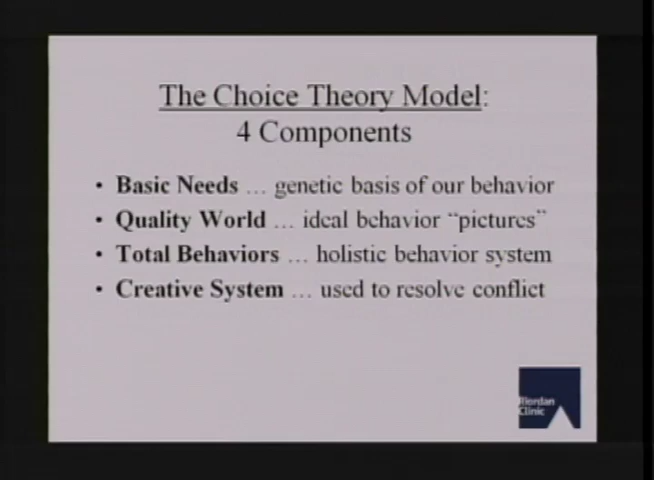 The Choice Theory Model:
4 Components
• Basic Needs … genetic basis of our behavior
• Quality World … ideal behavior “pictures”
• Total Behaviors … holistic behavior system
• Creative System … used to resolve conflict
Riordan
Clinic